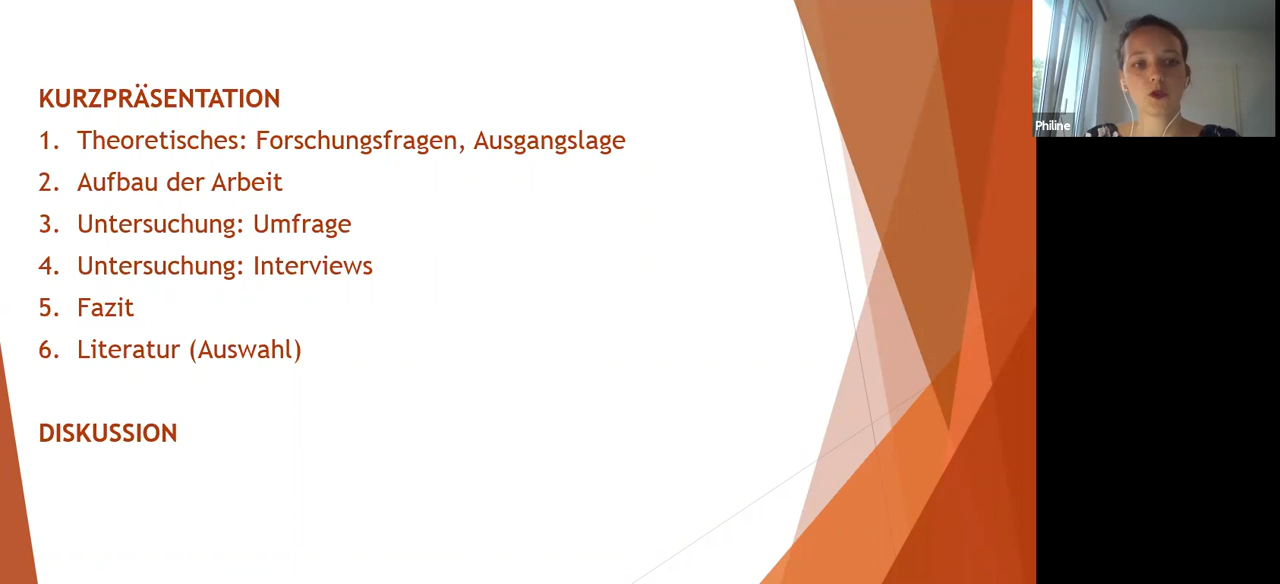 KURZPRÄSENTATION
1. Theoretisches: Forschungsfragen, Ausgangslage
2. Aufbau der Arbeit
3. Untersuchung: Umfrage
4. Untersuchung: Interviews
5. Fazit
6. Literatur (Auswahl)
DISKUSSION
Philine